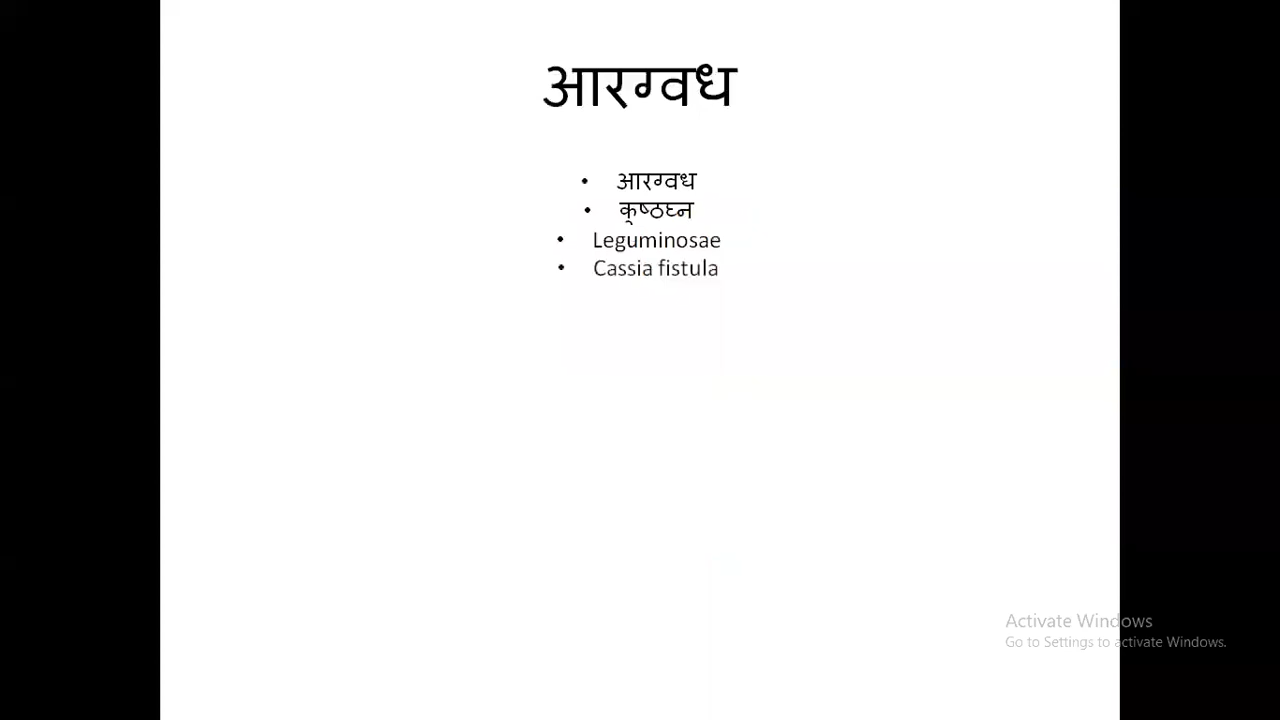 आरग्वध
• आरग्वध
• क्ष्ठघ्न
• Leguminosae
• Cassia fistula
Activate Windows
Go to Settings to activate Windows.